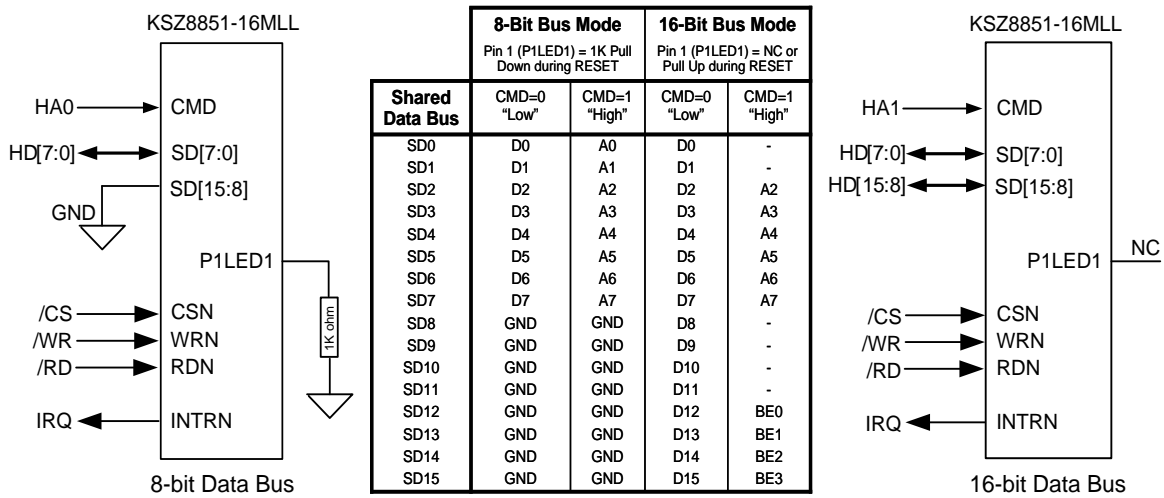 KSZ8851-16MLL
HA0
CMD
HD[7:0]
SD[7:0]
SD[15:8]
GND
P1LED1
1K ohm
/CS
CSN
/WR
WRN
/RD
RDN
IRQ
INTRN
8-bit Data Bus
8-Bit Bus Mode 16-Bit Bus Mode
Pin 1 (P1LED1) = 1K Pull Down during RESET
Pin 1 (P1LED1) = NC or Pull Up during RESET
Shared Data Bus CMD=0 "Low" CMD=1 "High" CMD=0 "Low" CMD=1 "High"
SD0 D0 A0 D0 -
SD1 D1 A1 D1 -
SD2 D2 A2 D2 A2
SD3 D3 A3 D3 A3
SD4 D4 A4 D4 A4
SD5 D5 A5 D5 A5
SD6 D6 A6 D6 A6
SD7 D7 A7 D7 A7
SD8 GND GND D8 -
SD9 GND GND D9 -
SD10 GND GND D10 -
SD11 GND GND D11 -
SD12 GND GND D12 BE0
SD13 GND GND D13 BE1
SD14 GND GND D14 BE2
SD15 GND GND D15 BE3
KSZ8851-16MLL
HA1
CMD
HD[7:0]
SD[7:0]
HD[15:8]
SD[15:8]
P1LED1
NC
/CS
CSN
/WR
WRN
/RD
RDN
IRQ
INTRN
16-bit Data Bus